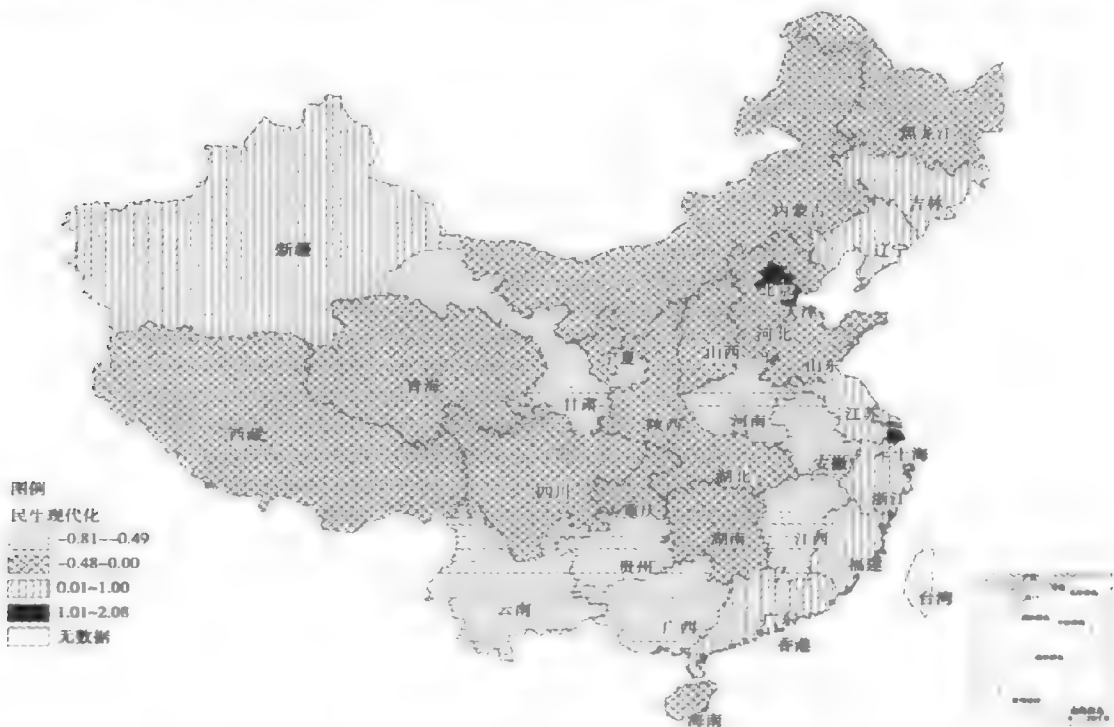 黑龙江
吉林
内蒙古
辽
新疆
北京
天津
河北
山西
山东
宁夏
青海
甘肃
陕西
河南
江苏
西藏
安徽
上海
湖北
四川
重庆
浙江
湖南
江西
福建
贵州
台湾
云南
广西
广东
香港
海南
图例
民生现代化
-0.81--0.49
-0.48-0.00
0.01-1.00
1.01-2.08
无数据